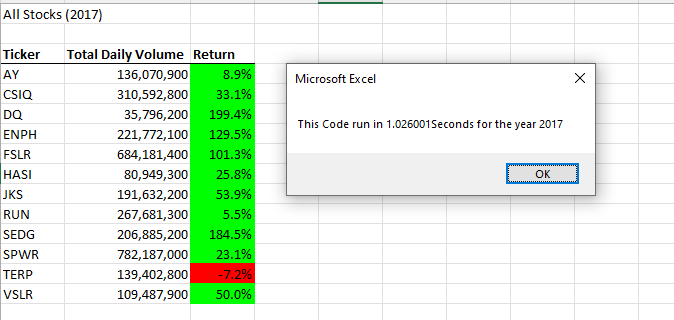 All Stocks (2017)
Ticker Total Daily Volume Return
AY 136,070,900 8.9%
CSIQ 310,592,800 33.1%
DQ 35,796,200 199.4%
ENPH 221,772,100 129.5%
FSLR 684,181,400 101.3%
HASI 80,949,300 25.8%
JKS 191,632,200 53.9%
RUN 267,681,300 5.5%
SEDG 206,885,200 184.5%
SPWR 782,187,000 23.1%
TERP 139,402,800 -7.2%
VSLR 109,487,900 50.0%
Microsoft Excel
This Code run in 1.026001Seconds for the year 2017
OK